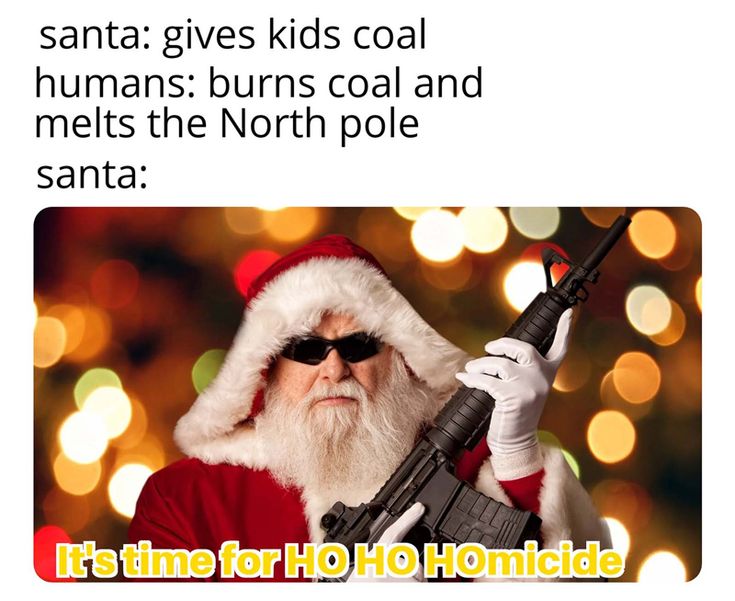 santa: gives kids coal
humans: burns coal and
melts the North pole
santa:
It's time for HO HO HOmicide